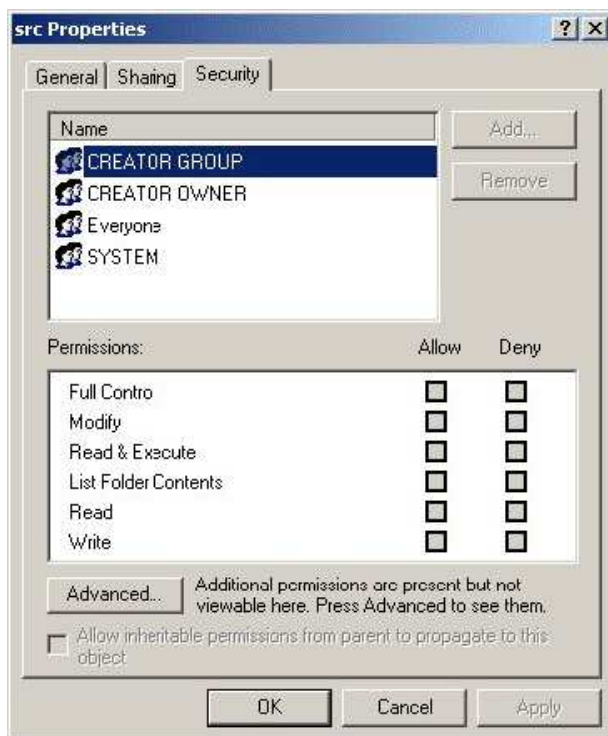 src Properties
General Sharing Security
Name
Add...
CREATOR GROUP
Remove
CREATOR OWNER
Everyone
SYSTEM
Permissions: Allow Deny
Full Contro
Modify
Read & Execute
List Folder Contents
Read
Write
Advanced... Additional permissions are present but not
viewable here. Press Advanced to see them.
Allow inheritable permissions from parent to propagate to this
object
OK Cancel Apply